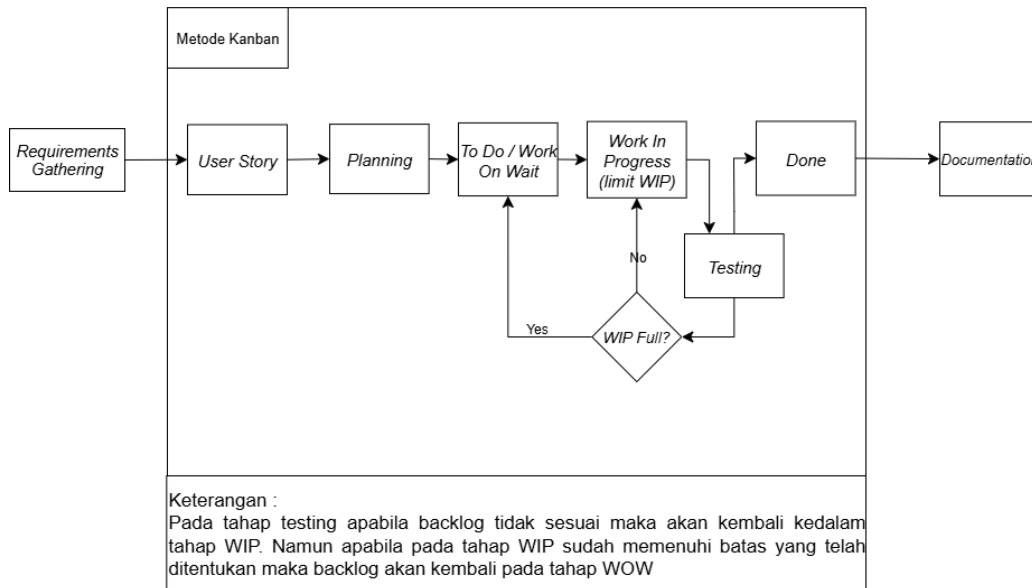 Metode Kanban
Requirements
Gathering
User Story
Planning
To Do / Work
On Wait
Work In
Progress
(limit WIP)
Done
Documentation
Testing
No
Yes
WIP Full?
Keterangan :
Pada tahap testing apabila backlog tidak sesuai maka akan kembali kedalam
tahap WIP. Namun apabila pada tahap WIP sudah memenuhi batas yang telah
ditentukan maka backlog akan kembali pada tahap WOW